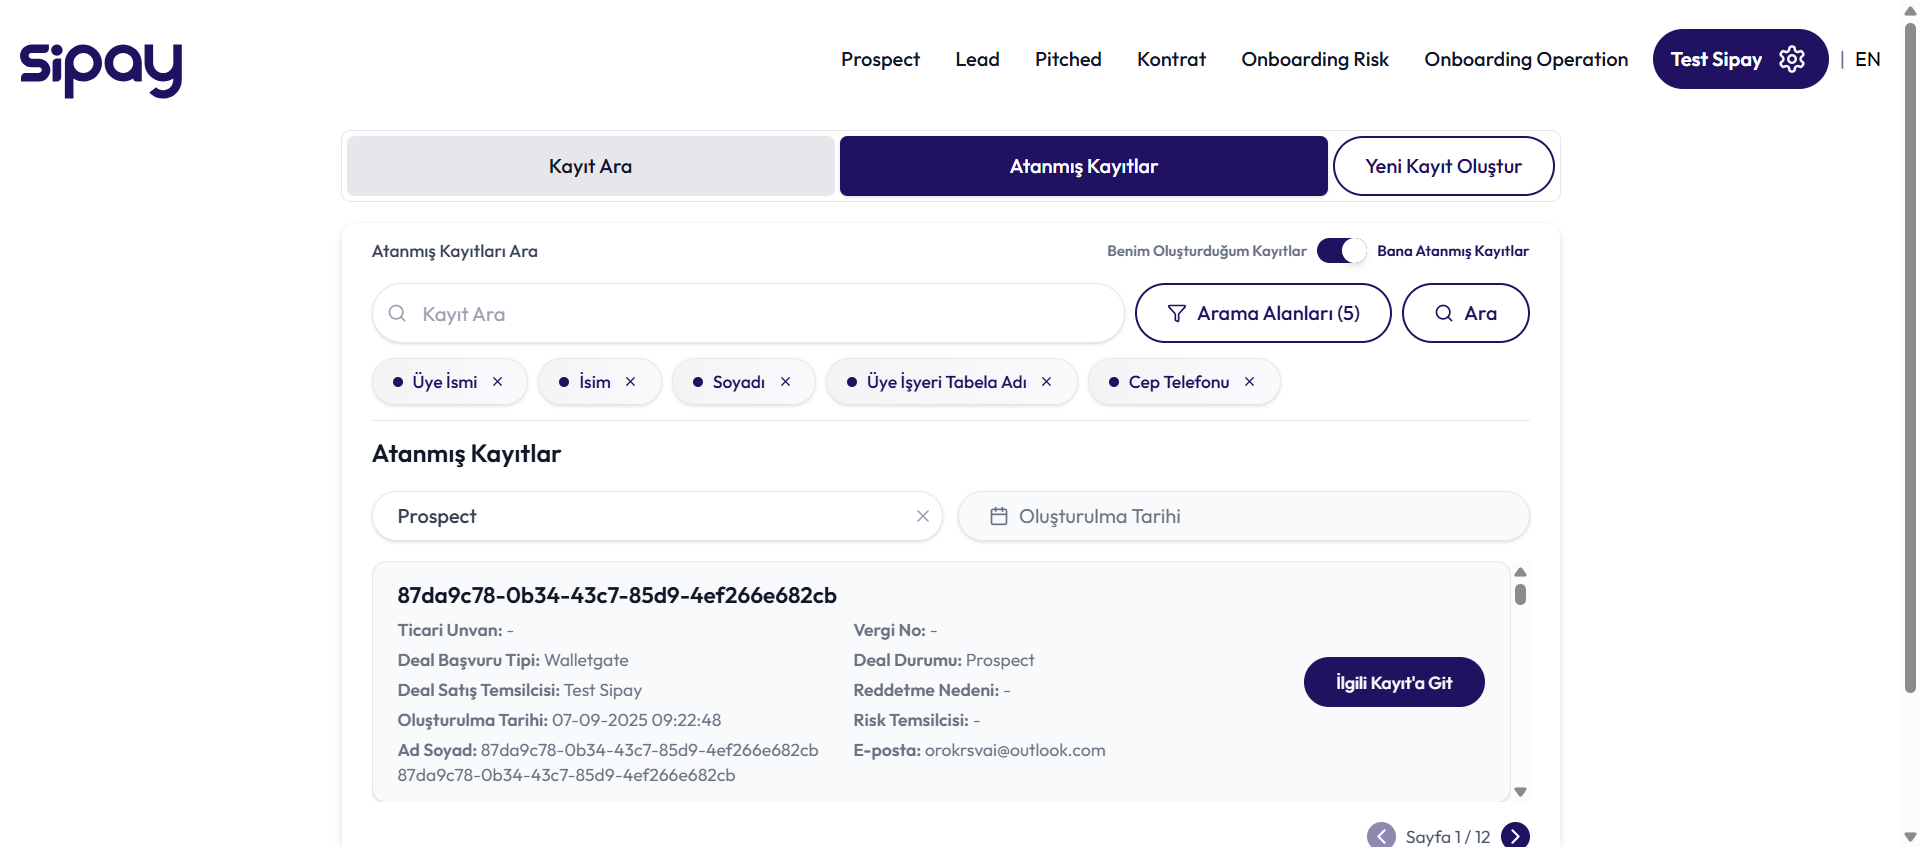 sipay
Prospect Lead Pitched Kontrat Onboarding Risk Onboarding Operation Test Sipay | EN
Kayıt Ara Atanmış Kayıtlar Yeni Kayıt Oluştur
Atanmış Kayıtları Ara Benim Oluşturduğum Kayıtlar Bana Atanmış Kayıtlar
Kayıt Ara Arama Alanları (5) Ara
Üye İsmi × İsim × Soyadı × Üye İşyeri Tabela Adı × Cep Telefonu ×
Atanmış Kayıtlar
Prospect × Oluşturulma Tarihi
87da9c78-0b34-43c7-85d9-4ef266e682cb
Ticari Unvan: - Vergi No: -
Deal Başvuru Tipi: Walletgate Deal Durumu: Prospect
Deal Satış Temsilcisi: Test Sipay Reddetme Nedeni: -
İlgili Kayıt'a Git
Oluşturulma Tarihi: 07-09-2025 09:22:48 Risk Temsilcisi: -
Ad Soyad: 87da9c78-0b34-43c7-85d9-4ef266e682cb E-posta: orokrsvai@outlook.com
87da9c78-0b34-43c7-85d9-4ef266e682cb
Sayfa 1 / 12